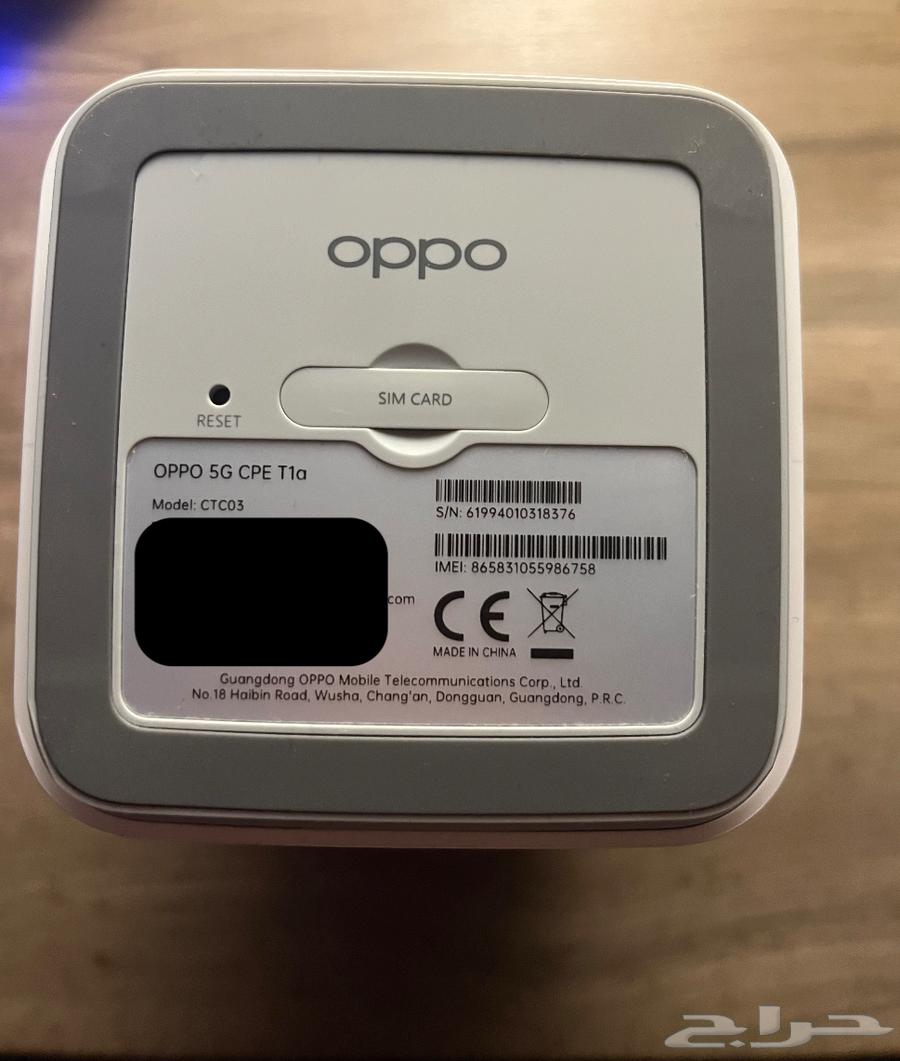 oppo
SIM CARD
RESET
OPPO 5G CPE T1a
Model: CTC03
S/N: 61994010318376
IMEI: 865831055986758
com
CE
MADE IN CHINA
Guangdong OPPO Mobile Telecommunications Corp., Ltd.
No.18 Haibin Road, Wusha, Chang'an, Dongguan, Guangdong, P.R.C.
حراج